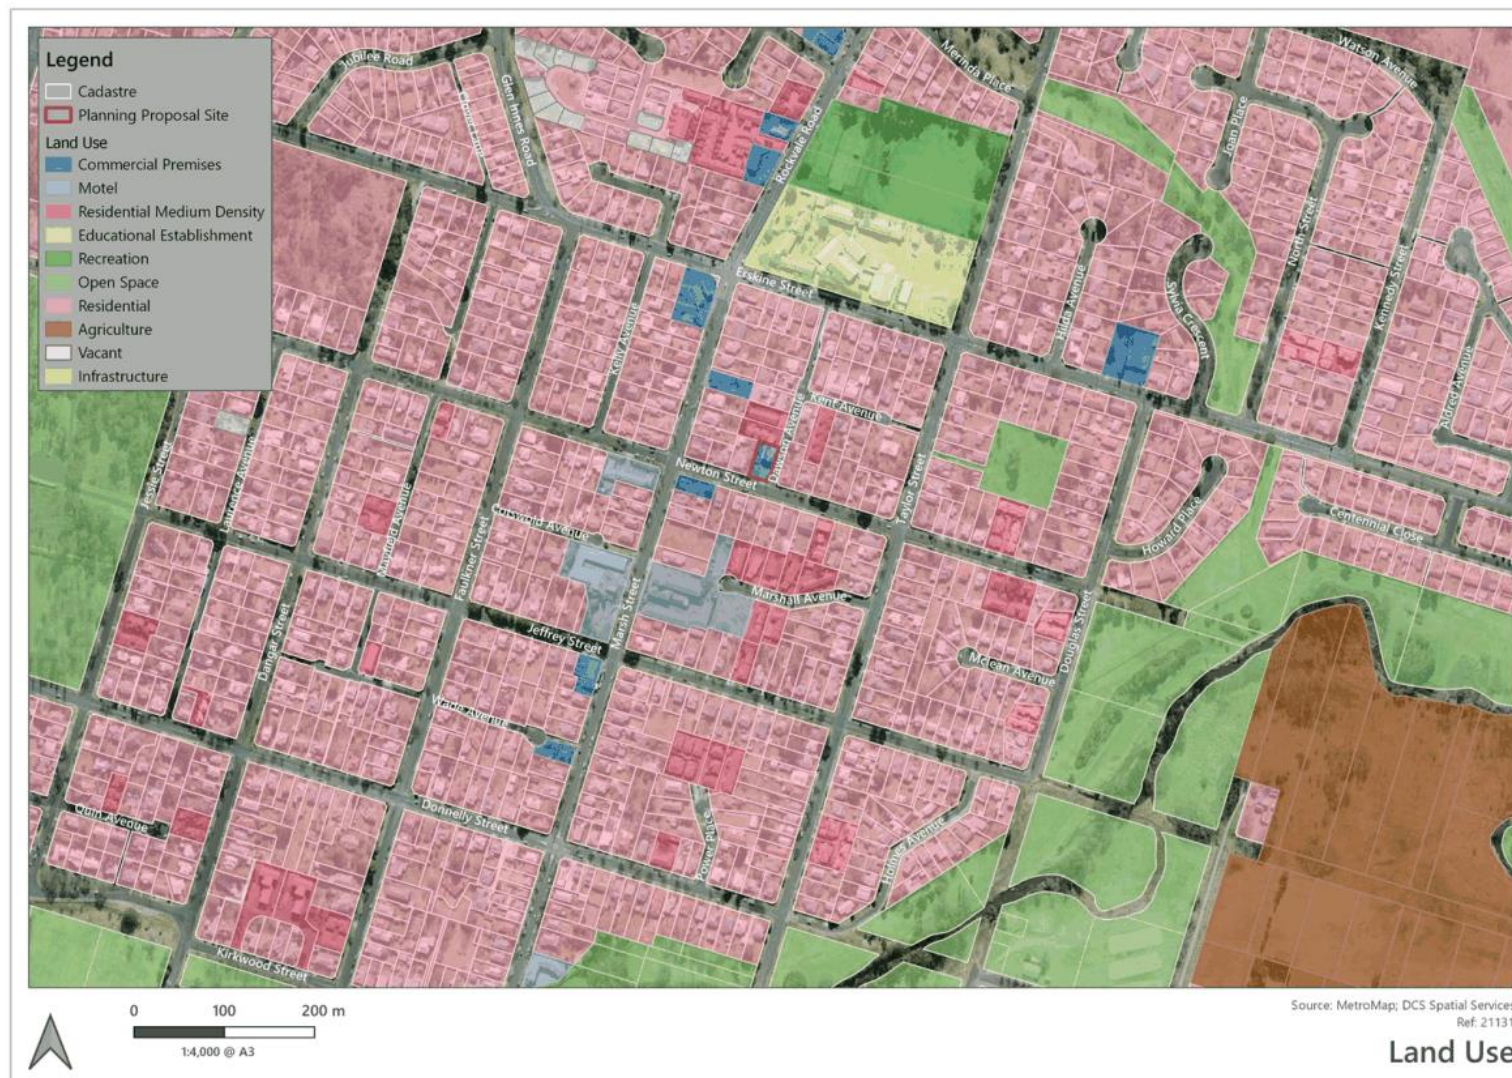 Legend
Cadastre
Planning Proposal Site
Land Use
Commercial Premises
Motel
Residential Medium Density
Educational Establishment
Recreation
Open Space
Residential
Agriculture
Vacant
Infrastructure
Jubilee Road
Glen Innes Road
Merinda Place
Watson Avenue
Rockvale Road
Joan Place
North Street
Kennedy Street
Erskine Street
Hilda Avenue
Sylvia Crescent
Kelly Avenue
Kent Avenue
Dawson Avenue
Aldred Avenue
Jessie Street
Laurence Avenue
Newton Street
Taylor Street
Howard Place
Centennial Close
Cotswold Avenue
Faulkner Street
Marsh Street
Marshall Avenue
Jeffrey Street
Dangar Street
Mclean Avenue
Douglas Street
Wade Avenue
Quin Avenue
Donnelly Street
Power Place
Holmes Avenue
Kirkwood Street
0 100 200 m
1:4,000 @ A3
Source: MetroMap; DCS Spatial Services
Ref: 21131
Land Use